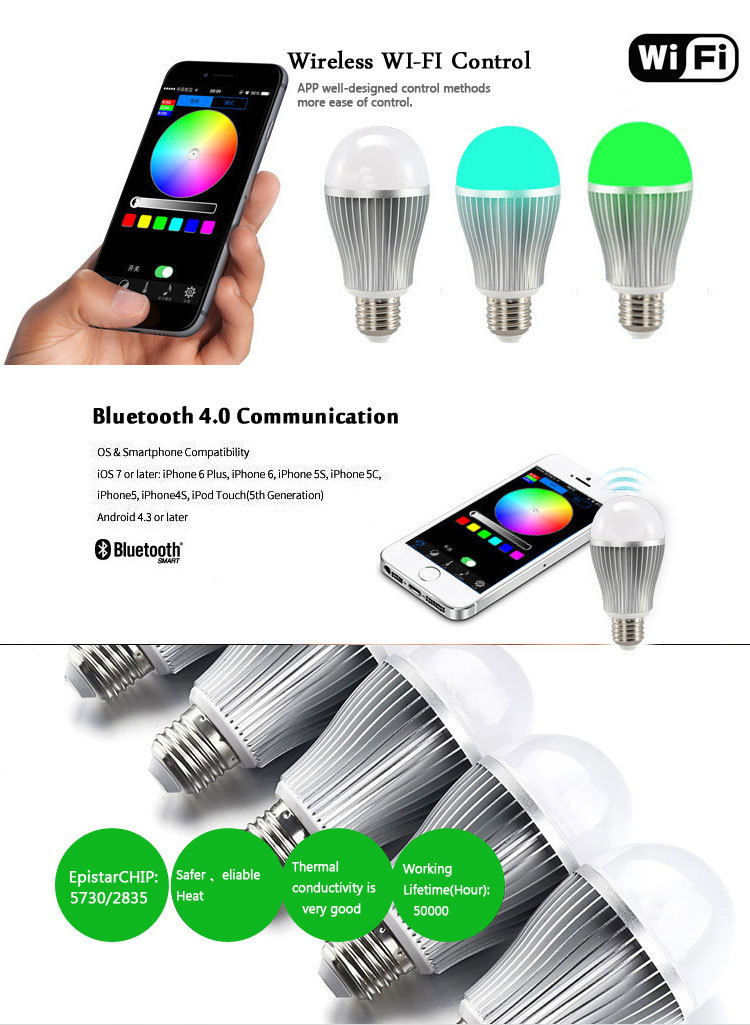 Wireless WI-FI Control
APP well-designed control methods
more ease of control.
Wi Fi
09:04
96%
开关
Bluetooth 4.0 Communication
OS & Smartphone Compatibility
iOS 7 or later: iPhone 6 Plus, iPhone 6, iPhone 5S, iPhone 5C,
iPhone5, iPhone4S, iPod Touch(5th Generation)
Android 4.3 or later
Bluetooth®
SMART
EpistarCHIP:
5730/2835
Safer 、eliable
Heat
Thermal
conductivity is
very good
Working
Lifetime(Hour):
50000